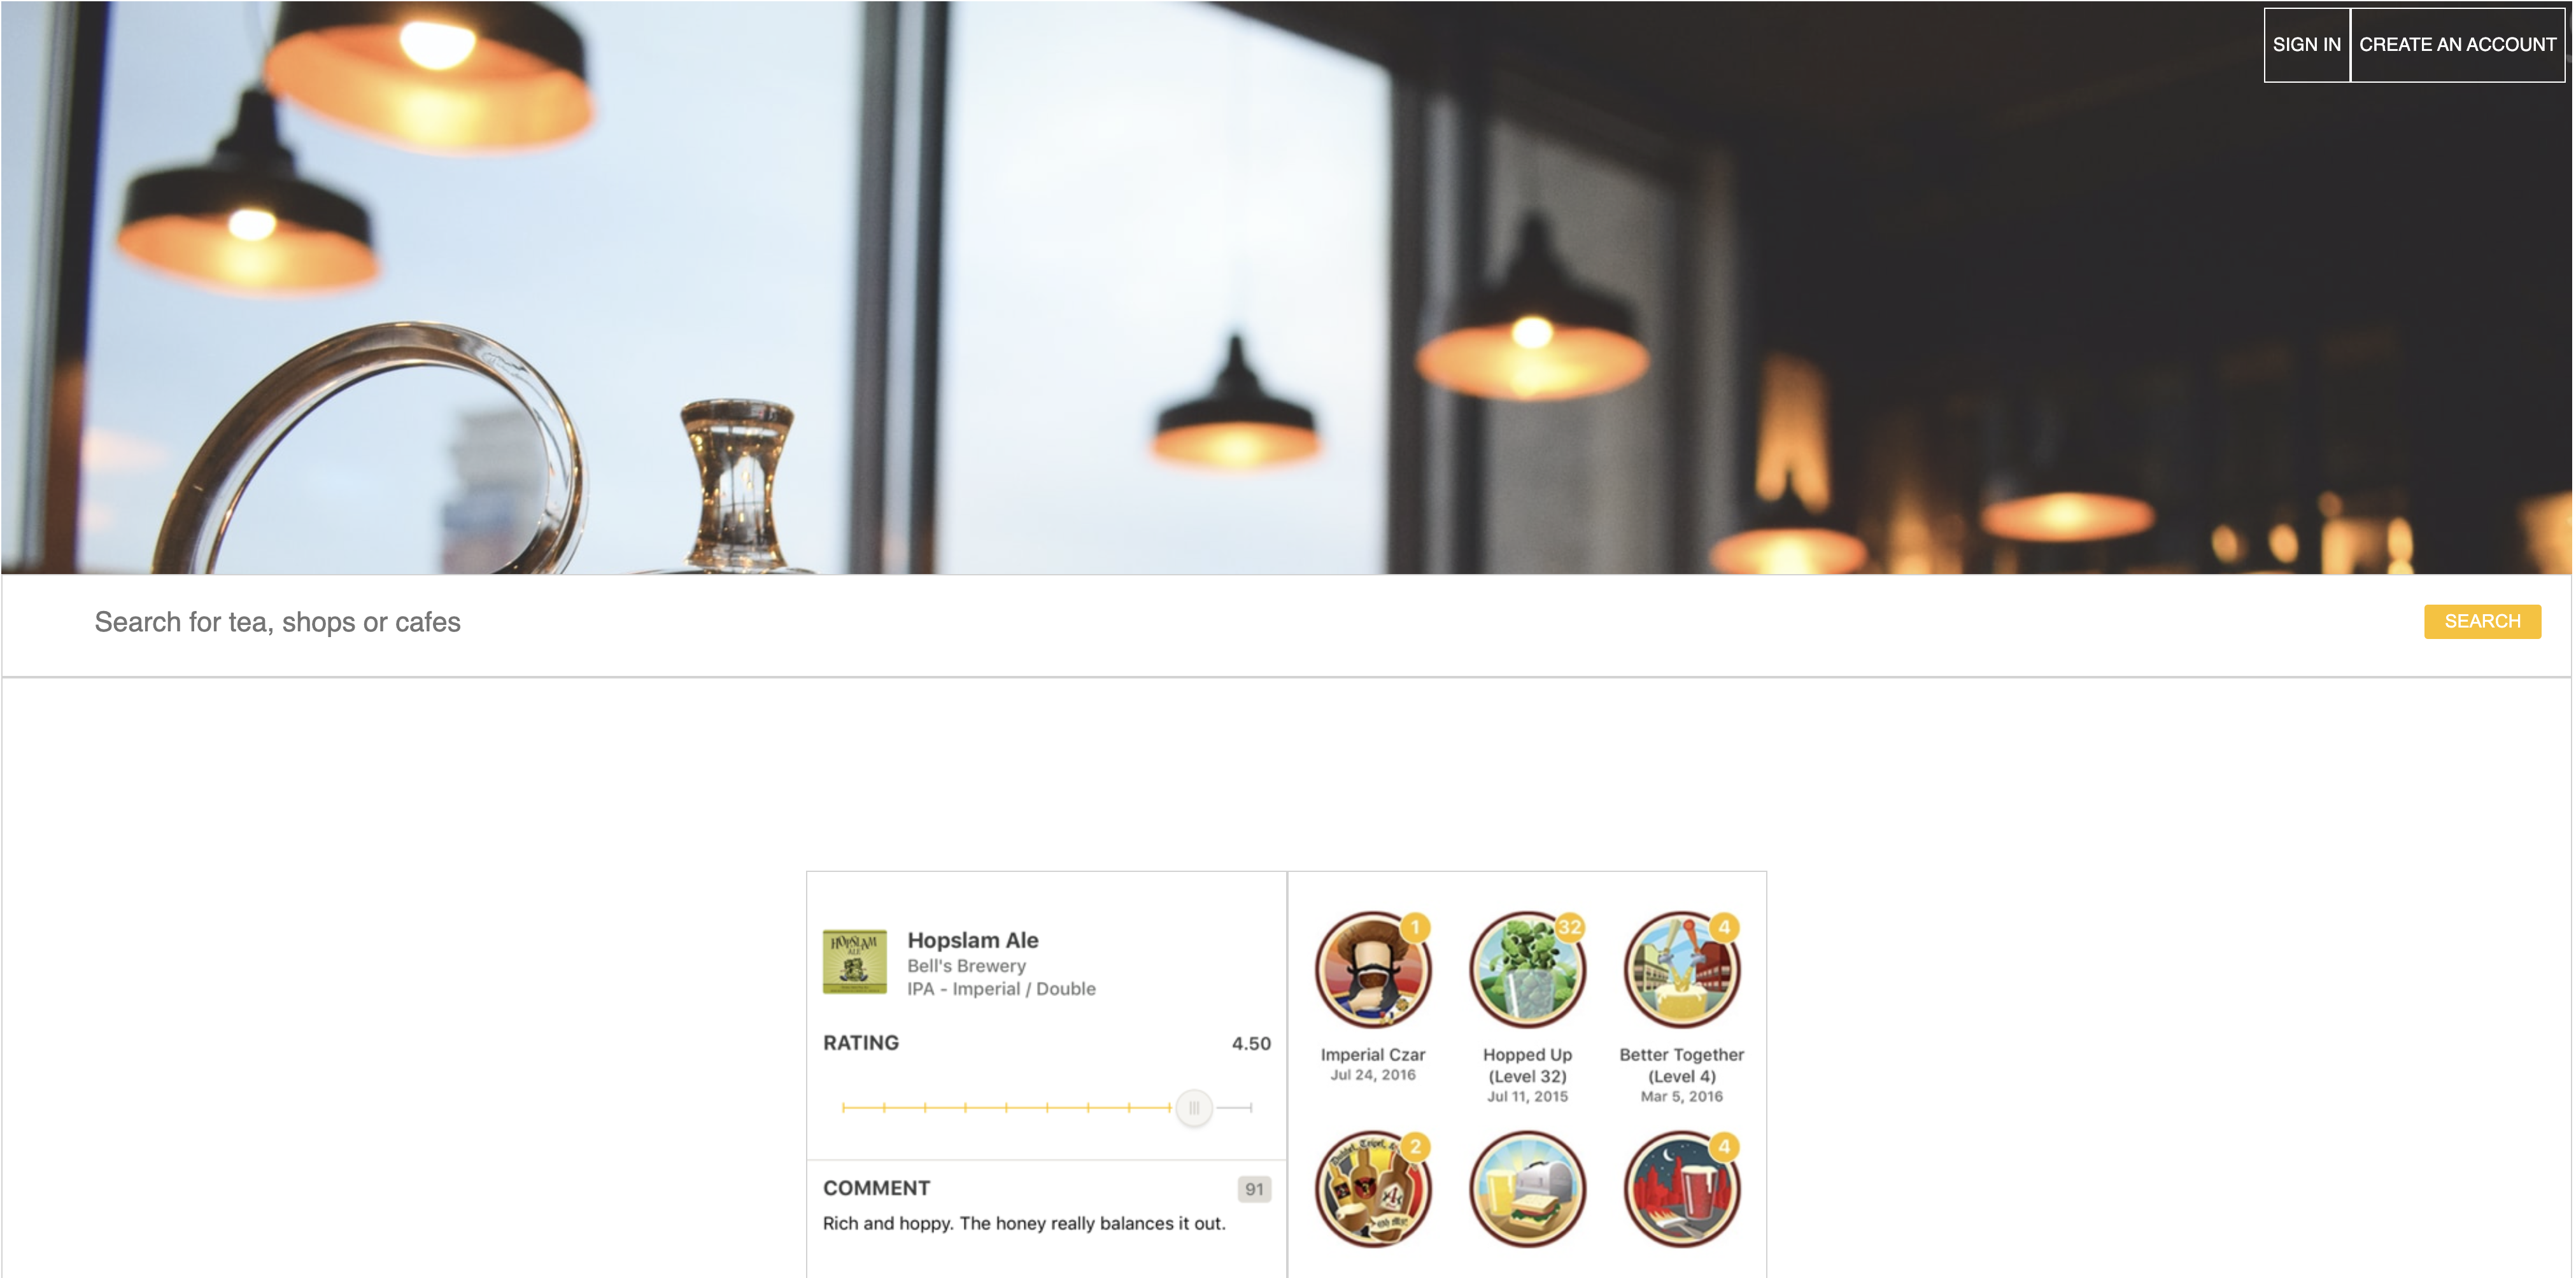 SIGN IN
CREATE AN ACCOUNT
Search for tea, shops or cafes
SEARCH
HOPSLAM
ALE
Hopslam Ale
Bell's Brewery
IPA - Imperial / Double
RATING
4.50
COMMENT
91
Rich and hoppy. The honey really balances it out.
1
32
4
Imperial Czar
Jul 24, 2016
Hopped Up
(Level 32)
Jul 11, 2015
Better Together
(Level 4)
Mar 5, 2016
2
4